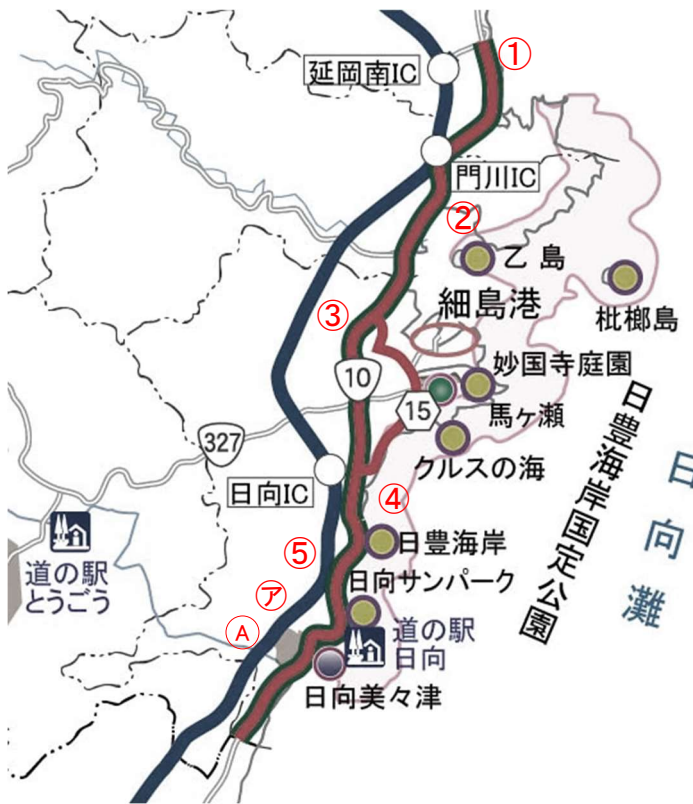 ①
延岡南IC
門川IC
②
乙 島
枇榔島
細島港
③
妙国寺庭園
10
馬ヶ瀬
15
クルスの海
327
日向IC
④
日豊海岸国定公園
日向灘
⑤
日豊海岸
道の駅
とうごう
㋐
日向サンパーク
Ⓐ
道の駅
日向
日向美々津